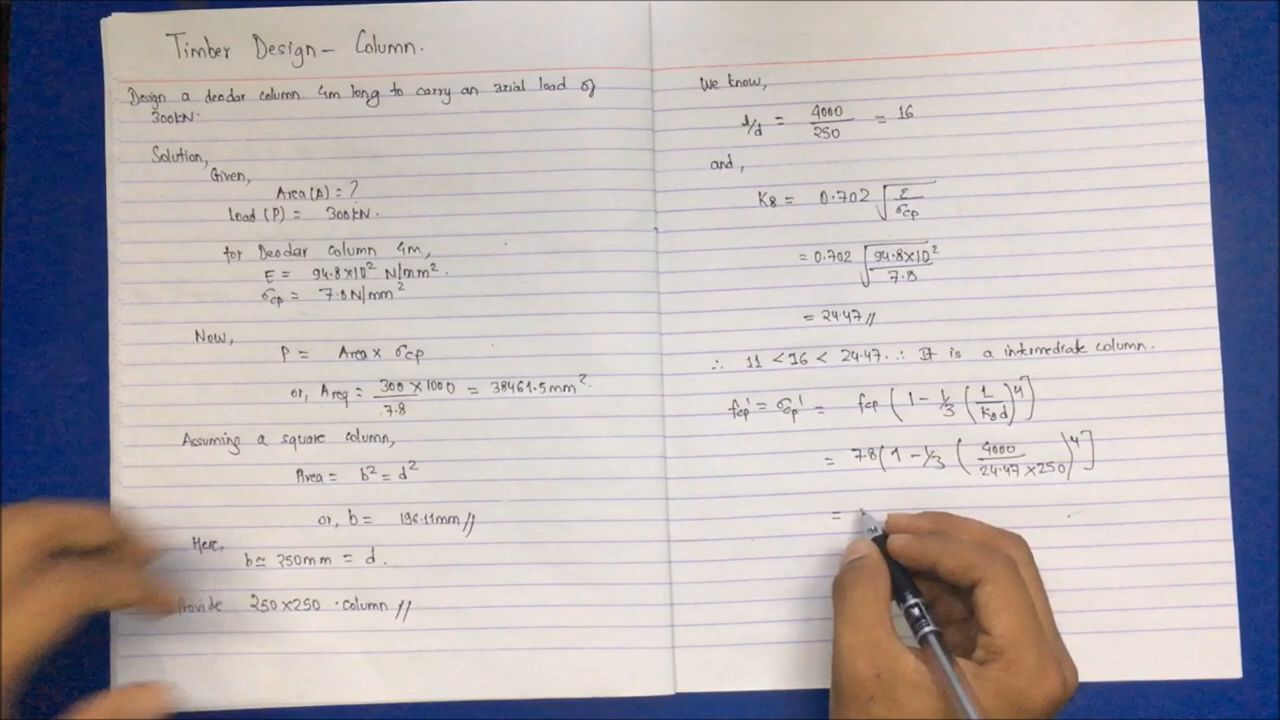 Timber Design - Column.
Design a deodar column 4m long to carry an axial load of
300kN.
Solution,
Given,
Area(A) = ?
Load (P) = 300kN.
for Deodar column 4m,
E = 94.8×10² N/mm².
σcp = 7.8N/mm²
Now,
P = Area × σcp
or, Area = 300×1000/7.8 = 38461.5mm².
Assuming a square column,
Area = b² = d²
or, b = 196.11mm//
Here,
b ≃ 250mm = d.
Provide 250×250 column //
We know,
l/d = 4000/250 = 16
and,
K8 = 0.702 √(E/σcp)
= 0.702 √(94.8×10²/7.8)
= 24.47//
∴ 11 < 16 < 24.47. ∴ It is a intermediate column.
fcp' = σcp' = fcp (1 - 1/3 (l/K8d)⁴]
= 7.8(1 - 1/3 (4000/24.47×250)⁴]
=